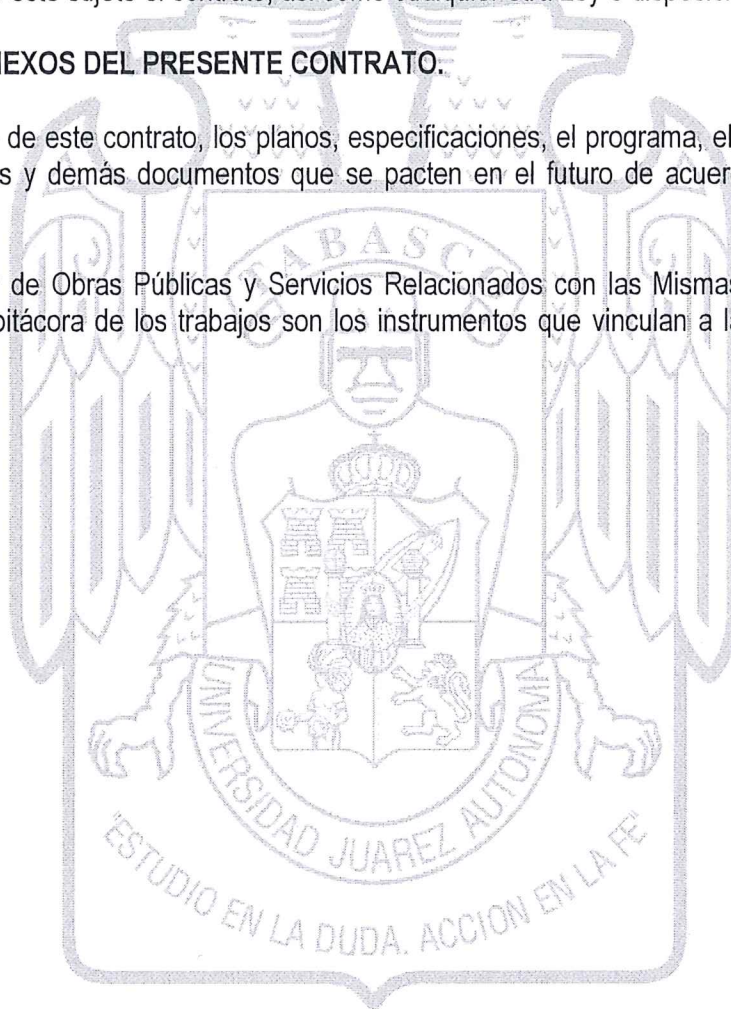 este sujeto el contrato, así como cualquier otra Ley o disposición
EXOS DEL PRESENTE CONTRATO.
de este contrato, los planos, especificaciones, el programa, el
s y demás documentos que se pacten en el futuro de acuer
de Obras Públicas y Servicios Relacionados con las Mismas
bitácora de los trabajos son los instrumentos que vinculan a la
TABASCO
UNIVERSIDAD JUAREZ AUTONOMA
"ESTUDIO EN LA DUDA. ACCION EN LA FE"